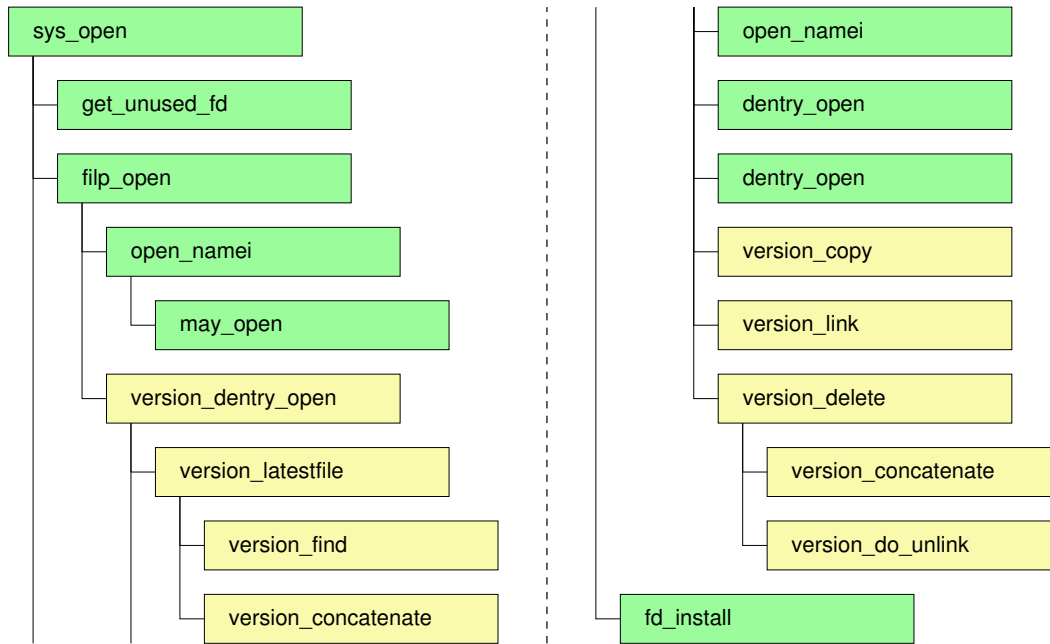 sys_open
get_unused_fd
filp_open
open_namei
may_open
version_dentry_open
version_latestfile
version_find
version_concatenate
open_namei
dentry_open
dentry_open
version_copy
version_link
version_delete
version_concatenate
version_do_unlink
fd_install